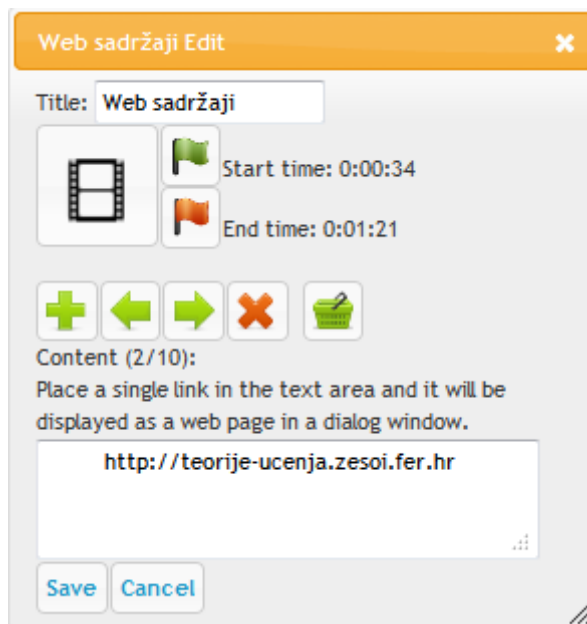 Web sadržaji Edit
Title: Web sadržaji
Start time: 0:00:34
End time: 0:01:21
Content (2/10):
Place a single link in the text area and it will be
displayed as a web page in a dialog window.
http://teorije-ucenja.zesoi.fer.hr
Save Cancel